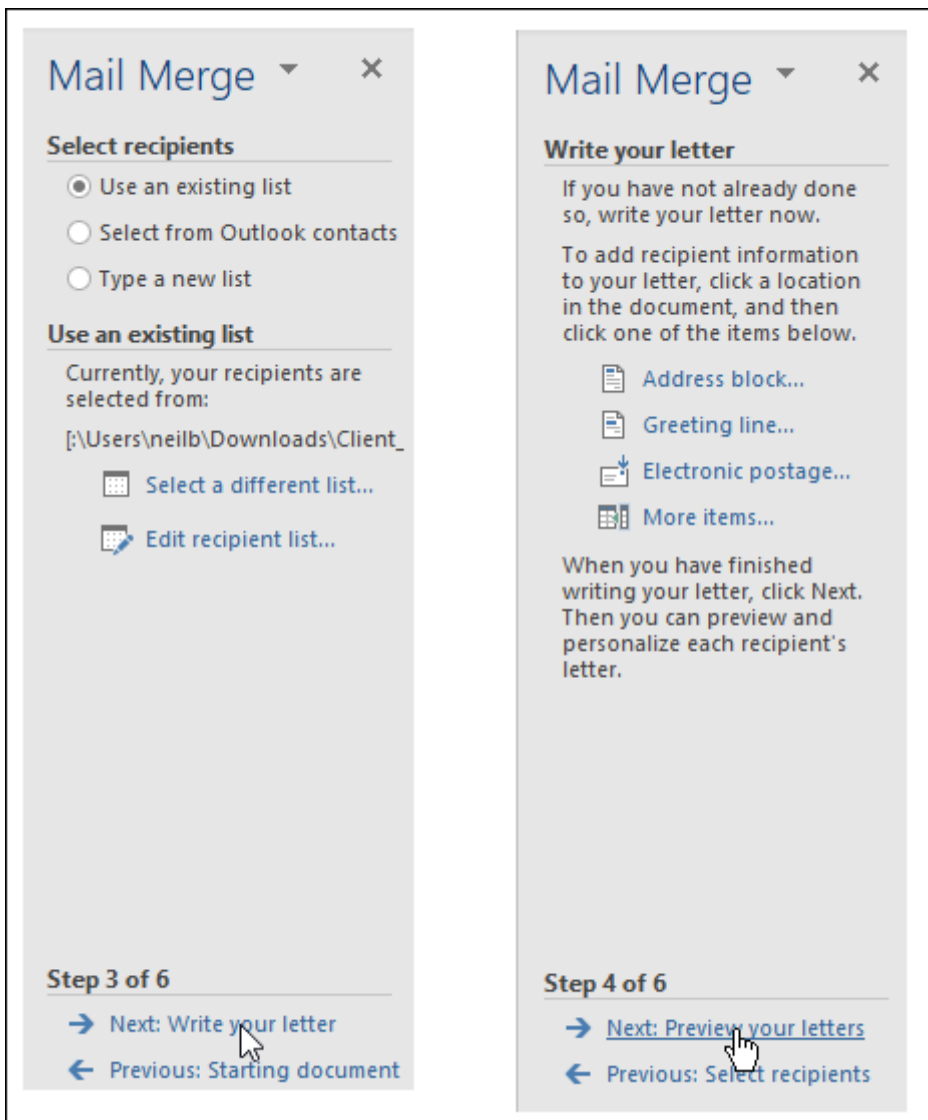 Mail Merge
Select recipients
Use an existing list
Select from Outlook contacts
Type a new list
Use an existing list
Currently, your recipients are
selected from:
[:\Users\neilb\Downloads\Client_
Select a different list...
Edit recipient list...
Step 3 of 6
Next: Write your letter
Previous: Starting document
Mail Merge
Write your letter
If you have not already done
so, write your letter now.
To add recipient information
to your letter, click a location
in the document, and then
click one of the items below.
Address block...
Greeting line...
Electronic postage...
More items...
When you have finished
writing your letter, click Next.
Then you can preview and
personalize each recipient's
letter.
Step 4 of 6
Next: Preview your letters
Previous: Select recipients